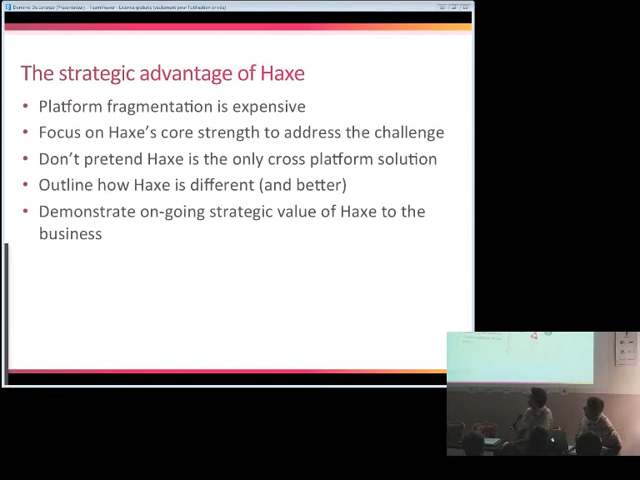 The strategic advantage of Haxe
• Platform fragmentation is expensive
• Focus on Haxe's core strength to address the challenge
• Don't pretend Haxe is the only cross platform solution
• Outline how Haxe is different (and better)
• Demonstrate on-going strategic value of Haxe to the
business